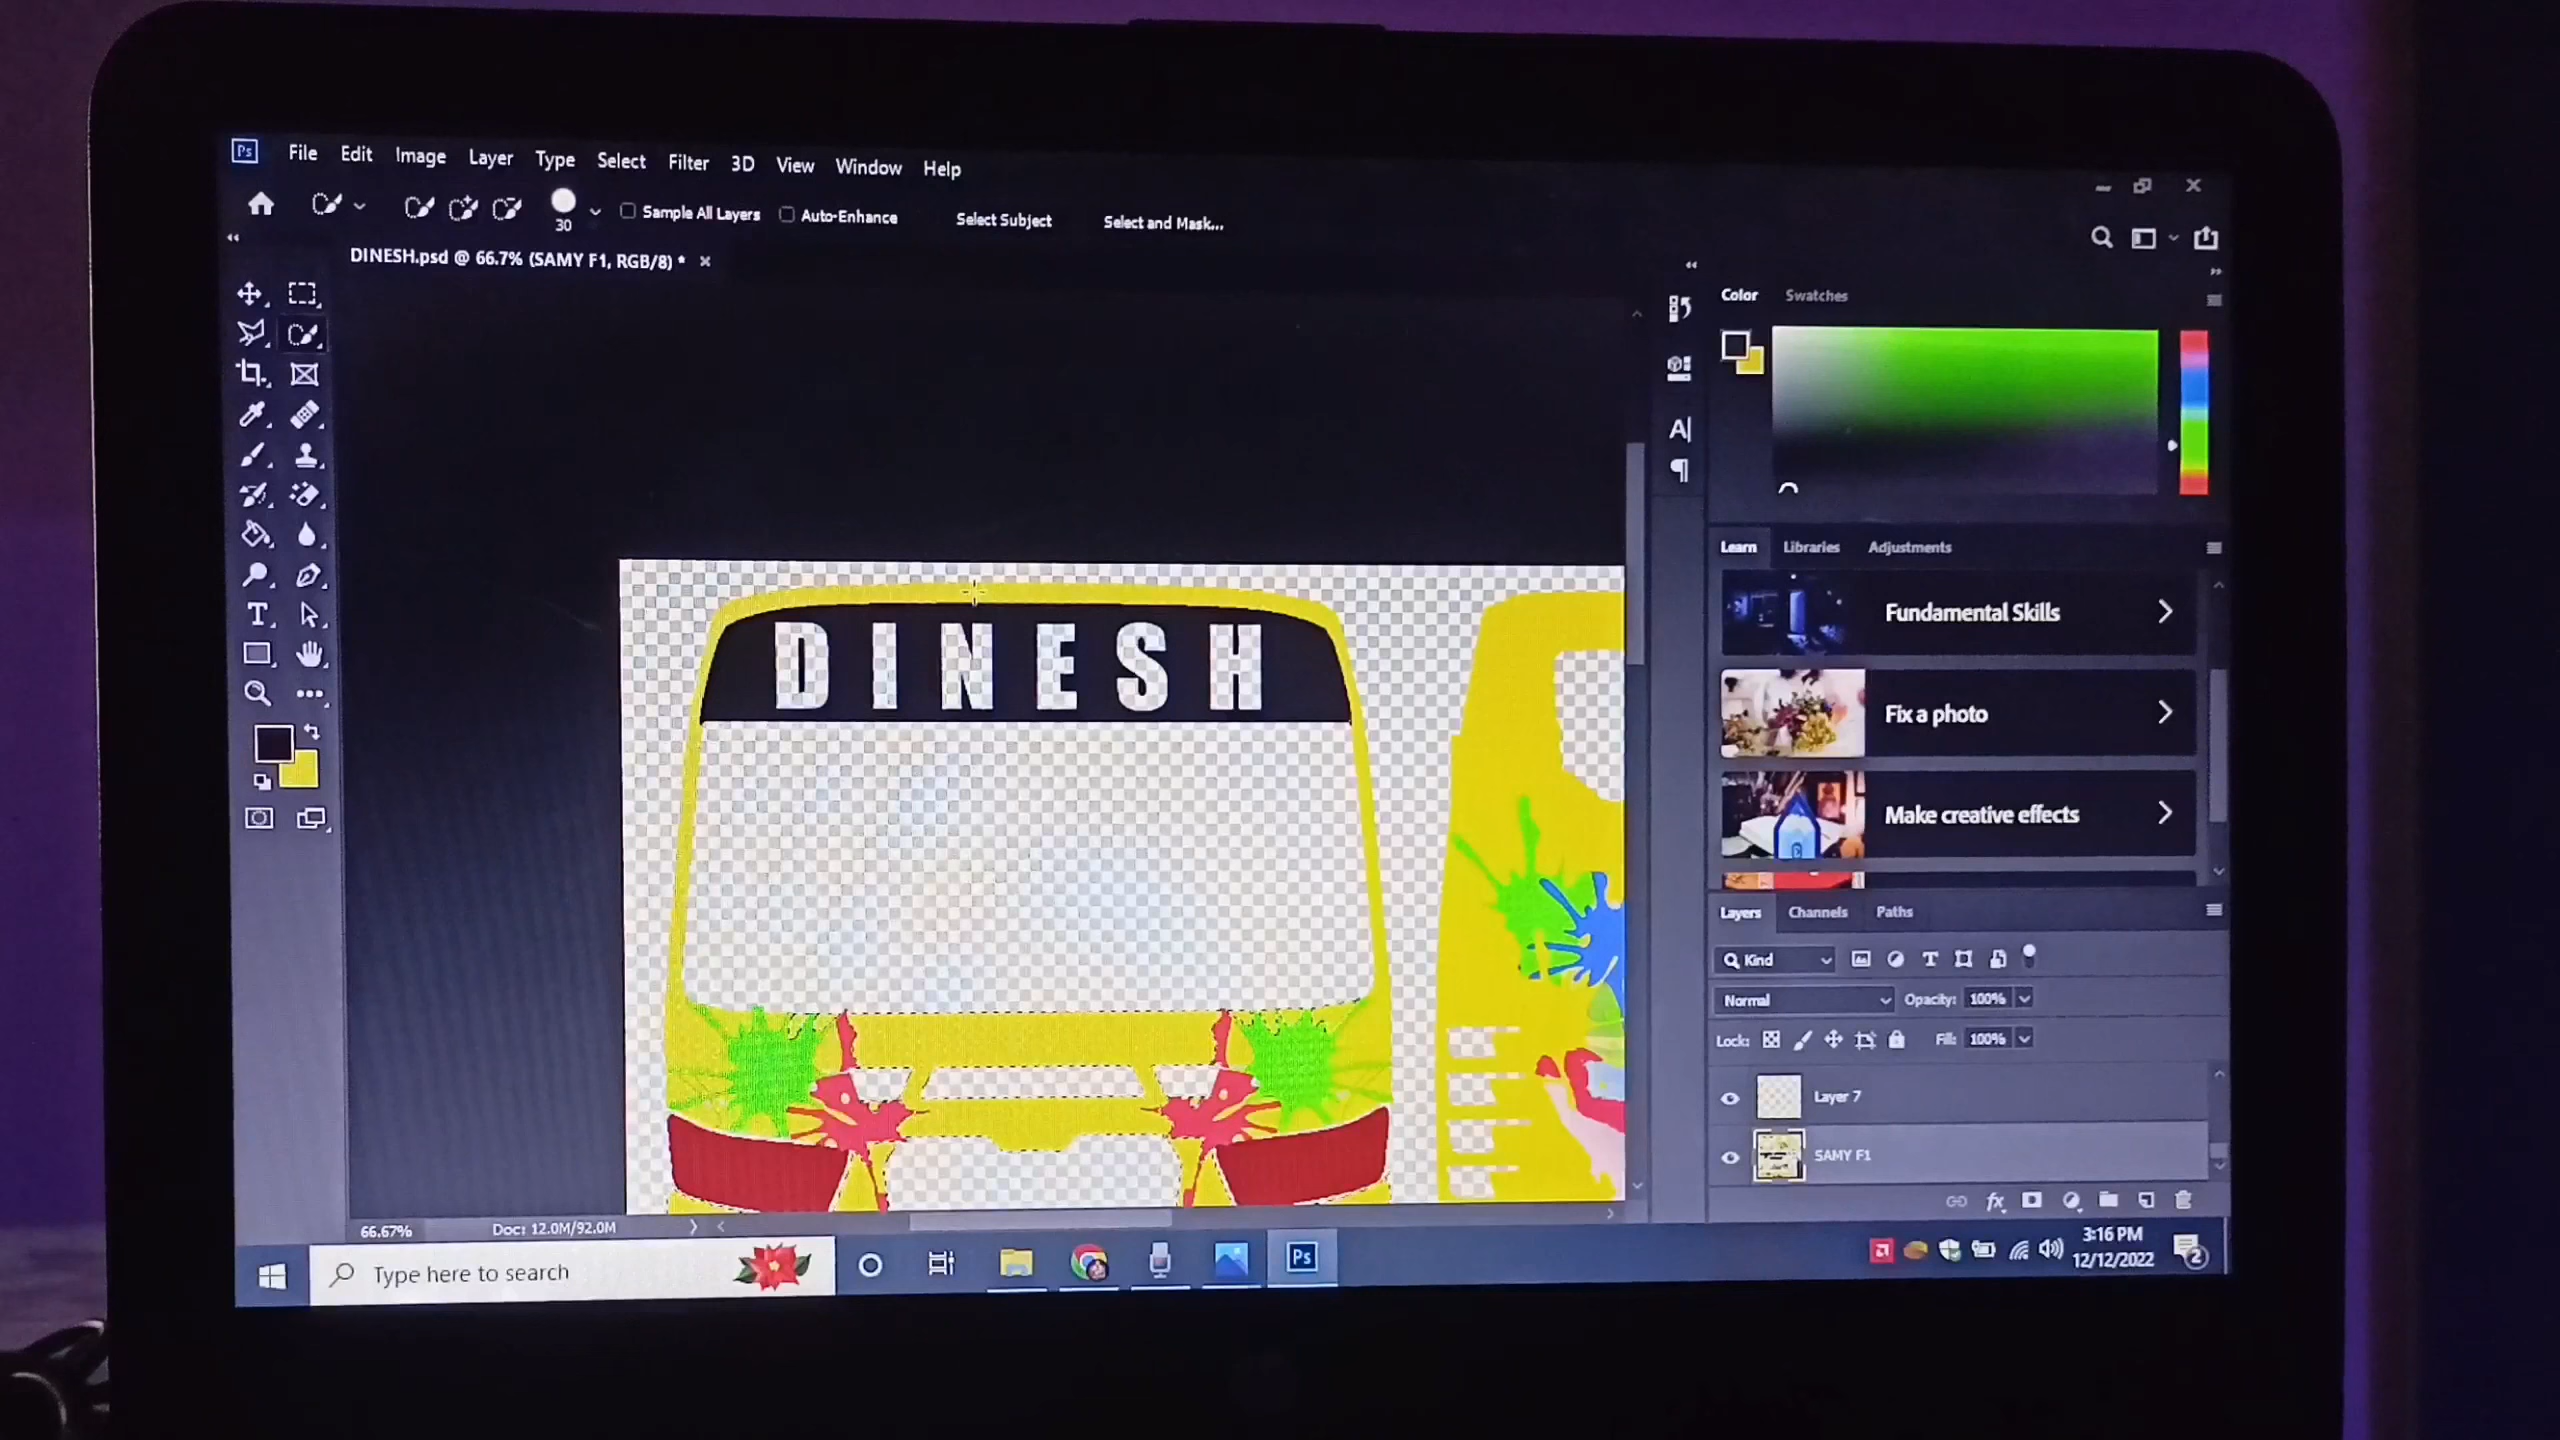 Ps File Edit Image Layer Type Select Filter 3D View Window Help
30 Sample All Layers Auto-Enhance Select Subject Select and Mask...
DINESH.psd @ 66.7% (SAMY F1, RGB/8) *
Color Swatches
DINESH
Learn Libraries Adjustments
Fundamental Skills
Fix a photo
Make creative effects
Layers Channels Paths
Kind
Normal Opacity: 100%
Lock: Fill: 100%
Layer 7
SAMY F1
66.67% Doc: 12.0M/92.0M
Type here to search
Ps
3:16 PM
12/12/2022
2